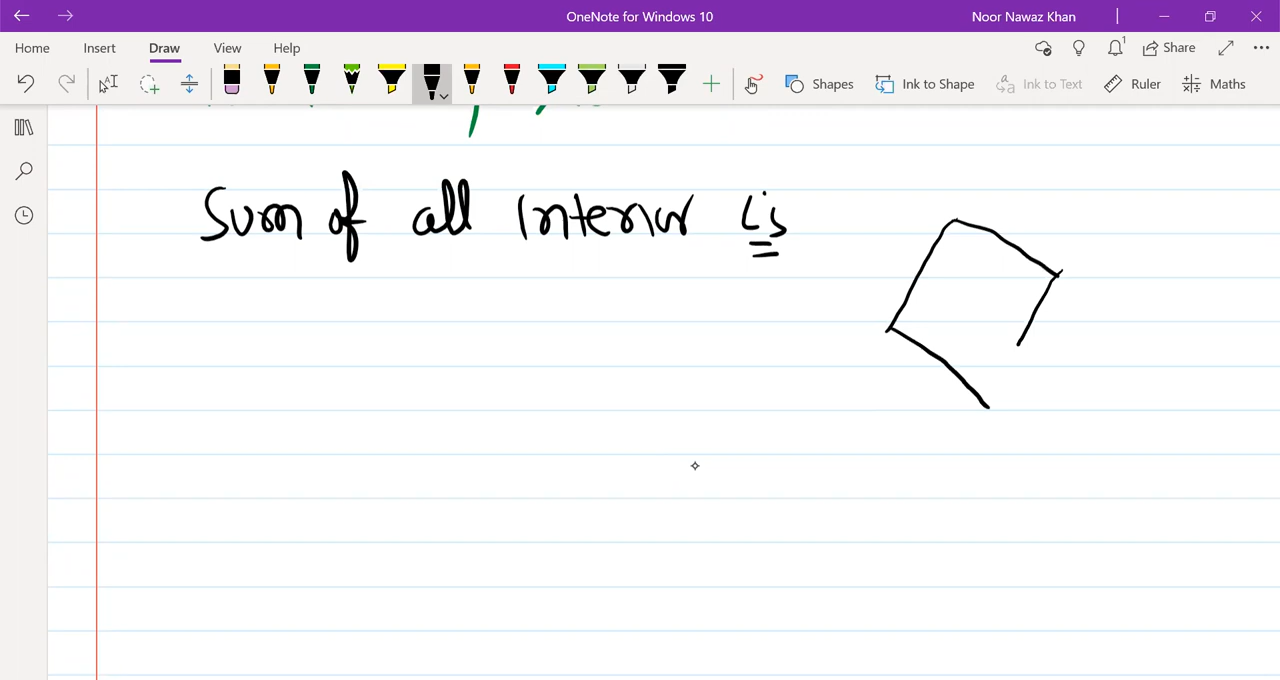 OneNote for Windows 10
Noor Nawaz Khan
Home Insert Draw View Help
1
Share
Shapes Ink to Shape Ink to Text Ruler Maths
Sum of all interior ∠s